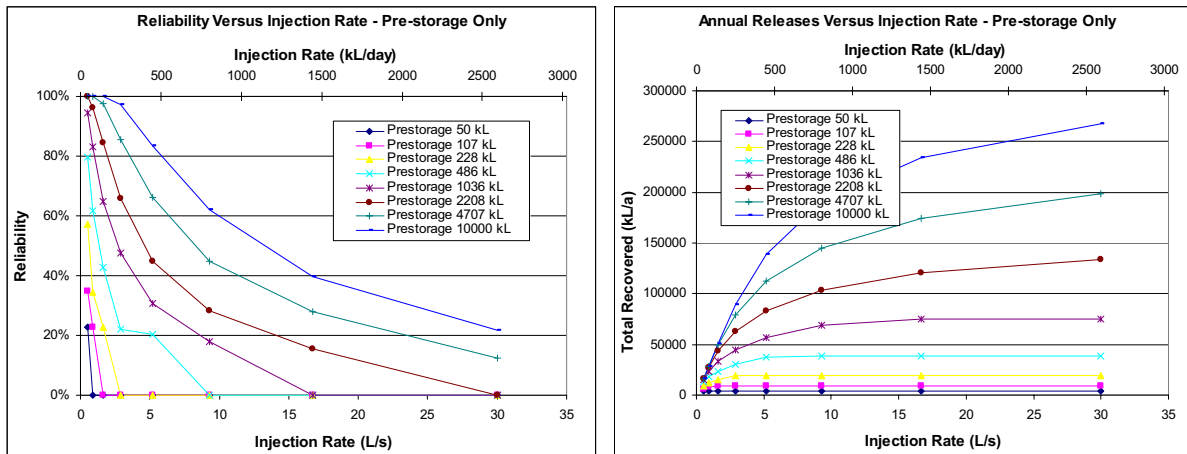 Reliability Versus Injection Rate - Pre-storage Only
Injection Rate (kL/day)
0 500 1000 1500 2000 2500 3000
100%
80%
60%
40%
20%
0%
Reliability
Prestorage 50 kL
Prestorage 107 kL
Prestorage 228 kL
Prestorage 486 kL
Prestorage 1036 kL
Prestorage 2208 kL
Prestorage 4707 kL
Prestorage 10000 kL
0 5 10 15 20 25 30 35
Injection Rate (L/s)
Annual Releases Versus Injection Rate - Pre-storage Only
Injection Rate (kL/day)
0 500 1000 1500 2000 2500 3000
300000
250000
200000
150000
100000
50000
0
Total Recovered (kL/a)
Prestorage 50 kL
Prestorage 107 kL
Prestorage 228 kL
Prestorage 486 kL
Prestorage 1036 kL
Prestorage 2208 kL
Prestorage 4707 kL
Prestorage 10000 kL
0 5 10 15 20 25 30 35
Injection Rate (L/s)